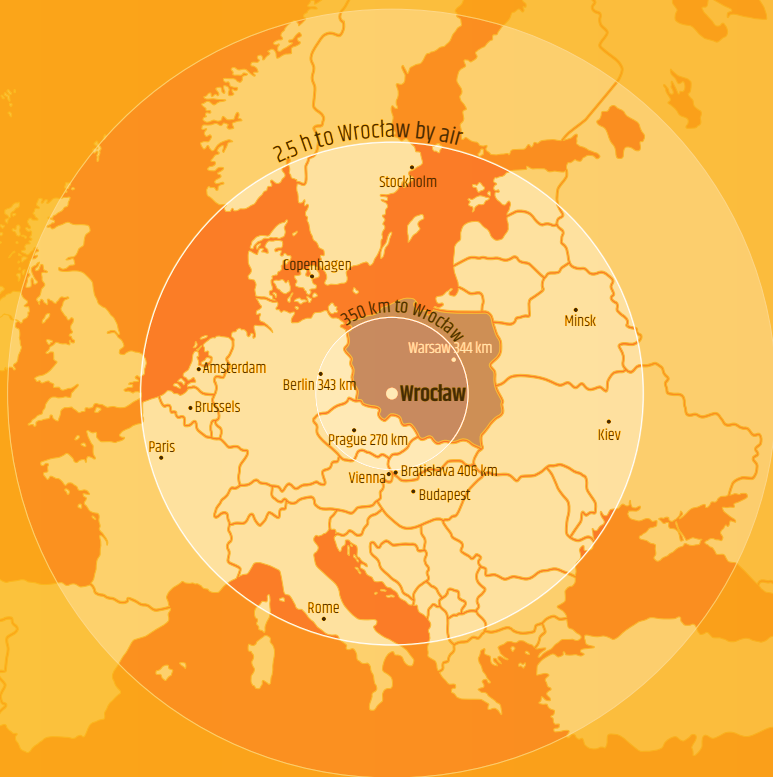 2.5 h to Wrocław by air
Stockholm
Copenhagen
350 km to Wrocław
Minsk
Warsaw 344 km
Amsterdam
Berlin 343 km
Wrocław
Brussels
Kiev
Prague 270 km
Paris
Bratislava 406 km
Vienna
Budapest
Rome